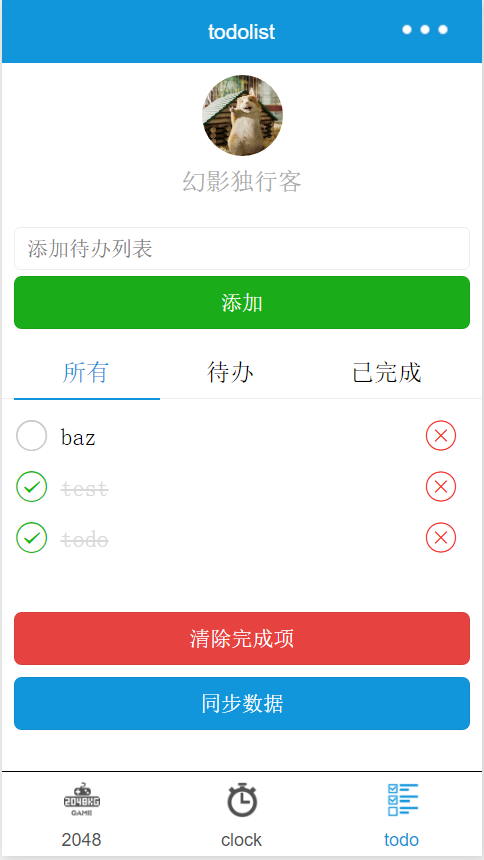 todolist
幻影独行客
添加待办列表
添加
所有 待办 已完成
baz
test
todo
清除完成项
同步数据
2048KG
GAME
2048 clock todo